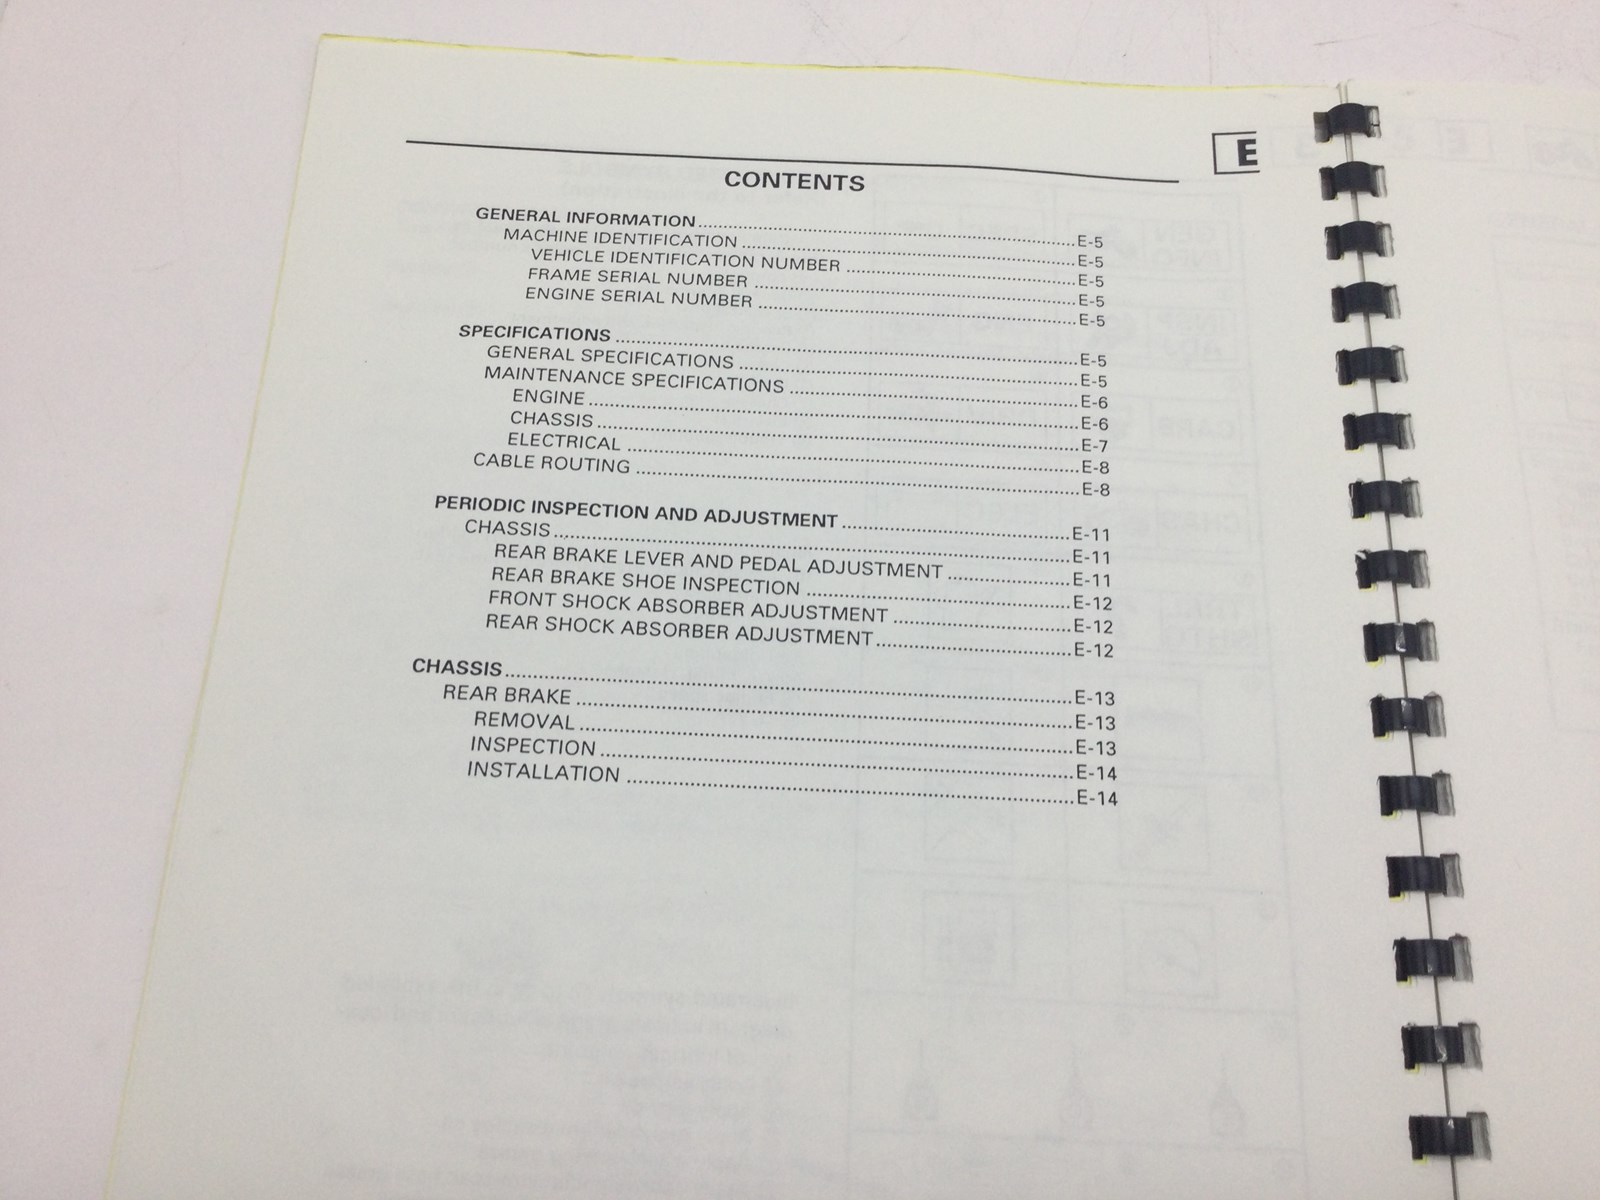 E
CONTENTS
GENERAL INFORMATION ........ E-5
MACHINE IDENTIFICATION ........ E-5
VEHICLE IDENTIFICATION NUMBER ........ E-5
FRAME SERIAL NUMBER ........ E-5
ENGINE SERIAL NUMBER ........ E-5
SPECIFICATIONS ........ E-5
GENERAL SPECIFICATIONS ........ E-5
MAINTENANCE SPECIFICATIONS ........ E-6
ENGINE ........ E-6
CHASSIS ........ E-7
ELECTRICAL ........ E-8
CABLE ROUTING ........ E-8
PERIODIC INSPECTION AND ADJUSTMENT ........ E-11
CHASSIS ........ E-11
REAR BRAKE LEVER AND PEDAL ADJUSTMENT ........ E-11
REAR BRAKE SHOE INSPECTION ........ E-12
FRONT SHOCK ABSORBER ADJUSTMENT ........ E-12
REAR SHOCK ABSORBER ADJUSTMENT ........ E-12
CHASSIS ........ E-13
REAR BRAKE ........ E-13
REMOVAL ........ E-13
INSPECTION ........ E-14
INSTALLATION ........ E-14